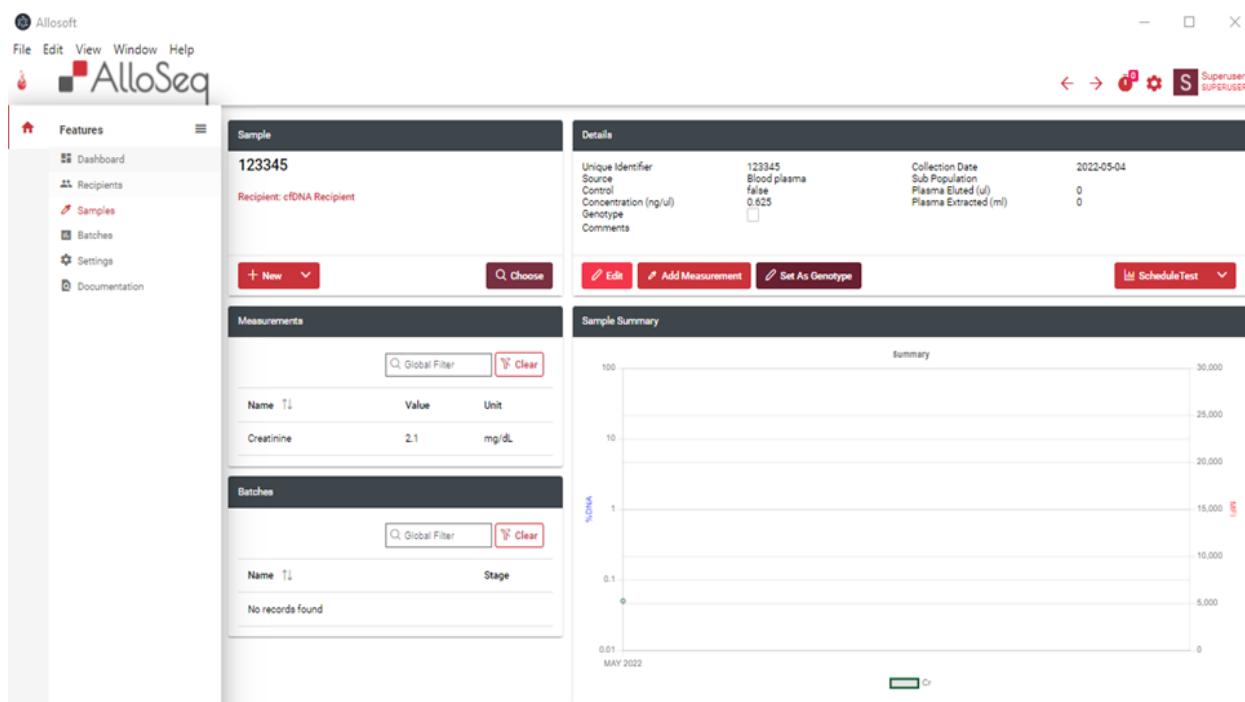 Allosoft
File Edit View Window Help
AlloSeq
0
S
Superuser
SUPERUSER
Features
Dashboard
Recipients
Samples
Batches
Settings
Documentation
Sample
123345
Recipient: cfDNA Recipient
+ New
Choose
Details
Unique Identifier 123345 Collection Date 2022-05-04
Source Blood plasma Sub Population
Control false Plasma Eluted (ul) 0
Concentration (ng/ul) 0.625 Plasma Extracted (ml) 0
Genotype
Comments
Edit
Add Measurement
Set As Genotype
ScheduleTest
Measurements
Global Filter
Clear
Name Value Unit
Creatinine 2.1 mg/dL
Batches
Global Filter
Clear
Name Stage
No records found
Sample Summary
Summary
100 30,000
25,000
10
20,000
%DNA
1 15,000
MFI
10,000
0.1
5,000
0.01 0
MAY 2022
Cr